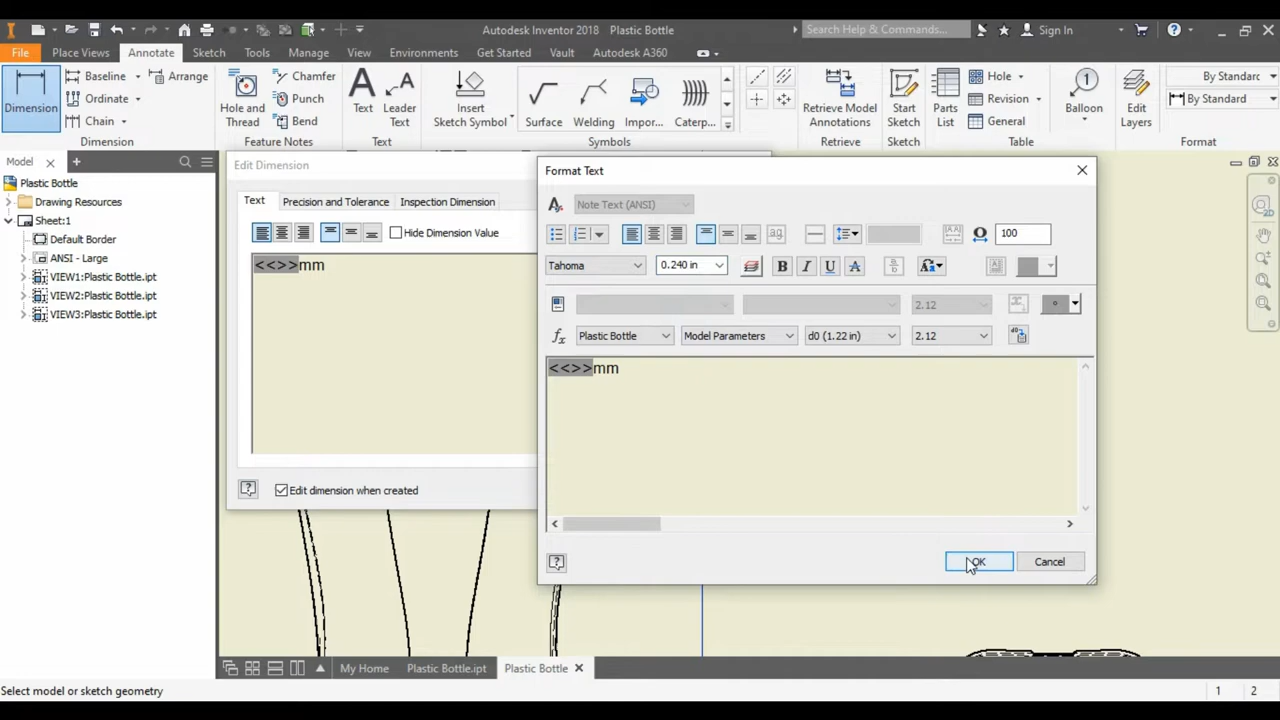 Autodesk Inventor 2018 Plastic Bottle
Search Help & Commands...
Sign In
File Place Views Annotate Sketch Tools Manage View Environments Get Started Vault Autodesk A360
Dimension
Baseline
Ordinate
Chain
Arrange
Dimension
Hole and Thread
Chamfer
Punch
Bend
Feature Notes
Text
Leader Text
Text
Insert Sketch Symbol
Surface
Welding
Impor...
Caterp...
Symbols
Retrieve Model Annotations
Retrieve
Start Sketch
Sketch
Parts List
Hole
Revision
General
Table
Balloon
Edit Layers
By Standarc
By Standard
Format
Model
Plastic Bottle
Drawing Resources
Sheet:1
Default Border
ANSI - Large
VIEW1:Plastic Bottle.ipt
VIEW2:Plastic Bottle.ipt
VIEW3:Plastic Bottle.ipt
Edit Dimension
Text Precision and Tolerance Inspection Dimension
Hide Dimension Value
<<>>mm
Edit dimension when created
Format Text
Note Text (ANSI)
100
Tahoma 0.240 in
B I U A
2.12
Plastic Bottle Model Parameters d0 (1.22 in) 2.12
<<>>mm
OK Cancel
My Home Plastic Bottle.ipt Plastic Bottle
Select model or sketch geometry
1 2